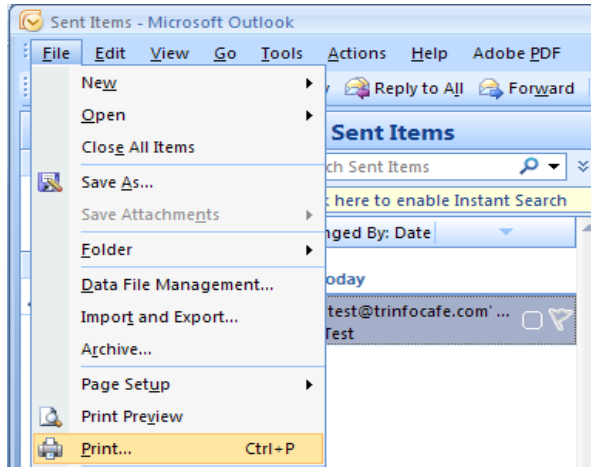 Sent Items - Microsoft Outlook
File Edit View Go Tools Actions Help Adobe PDF
Reply to All Forward
New
Open
Close All Items
Save As...
Save Attachments
Folder
Data File Management...
Import and Export...
Archive...
Page Setup
Print Preview
Print... Ctrl+P
Sent Items
ch Sent Items
here to enable Instant Search
nged By: Date
oday
test@trinfocafe.com' ...
Test